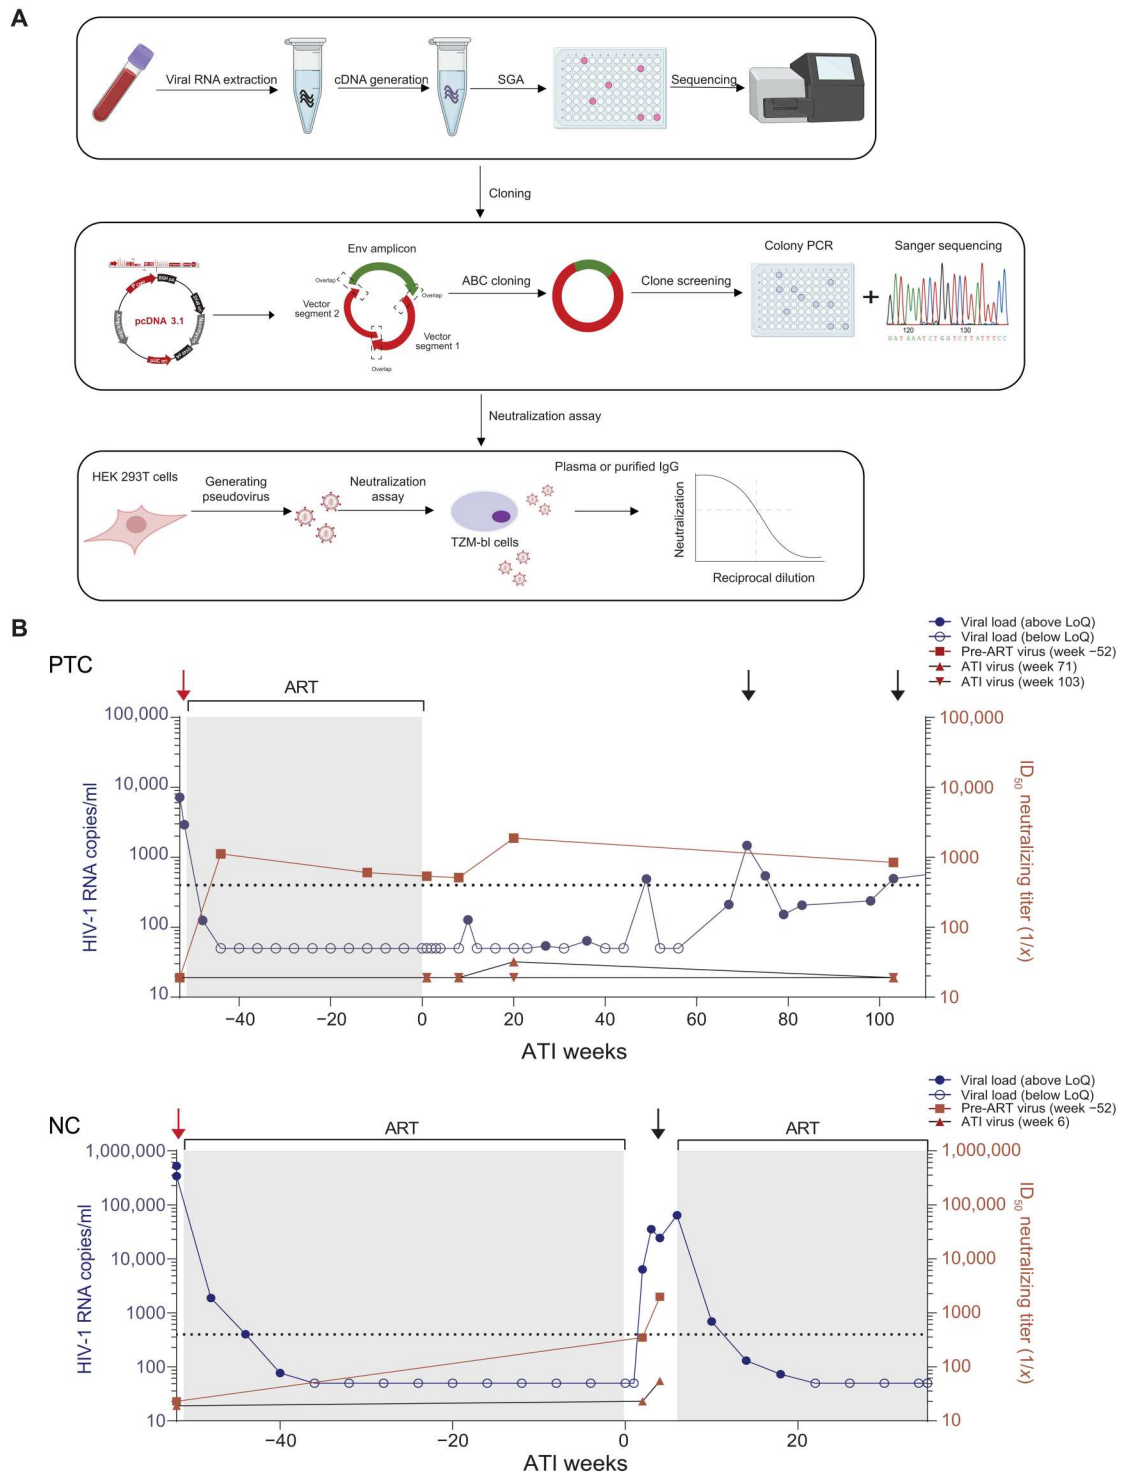 A
Viral RNA extraction
cDNA generation
SGA
Sequencing
Cloning
pcDNA 3.1
pUC ori
Env amplicon
Overlap
Overlap
Vector
segment 2
Vector
segment 1
Overlap
ABC cloning
Clone screening
Colony PCR
+
Sanger sequencing
120 130
GATAAATCTGGTCTTATTTCC
Neutralization assay
HEK 293T cells
Generating
pseudovirus
Neutralization
assay
TZM-bl cells
Plasma or purified IgG
Neutralization
Reciprocal dilution
B
PTC
Viral load (above LoQ)
Viral load (below LoQ)
Pre-ART virus (week −52)
ATI virus (week 71)
ATI virus (week 103)
ART
HIV-1 RNA copies/ml
100,000
10,000
1000
100
10
100,000
10,000
1000
100
10
ID50 neutralizing titer (1/x)
−40 −20 0 20 40 60 80 100
ATI weeks
NC
Viral load (above LoQ)
Viral load (below LoQ)
Pre-ART virus (week −52)
ATI virus (week 6)
ART
ART
HIV-1 RNA copies/ml
1,000,000
100,000
10,000
1000
100
10
1,000,000
100,000
10,000
1000
100
10
ID50 neutralizing titer (1/x)
−40 −20 0 20
ATI weeks